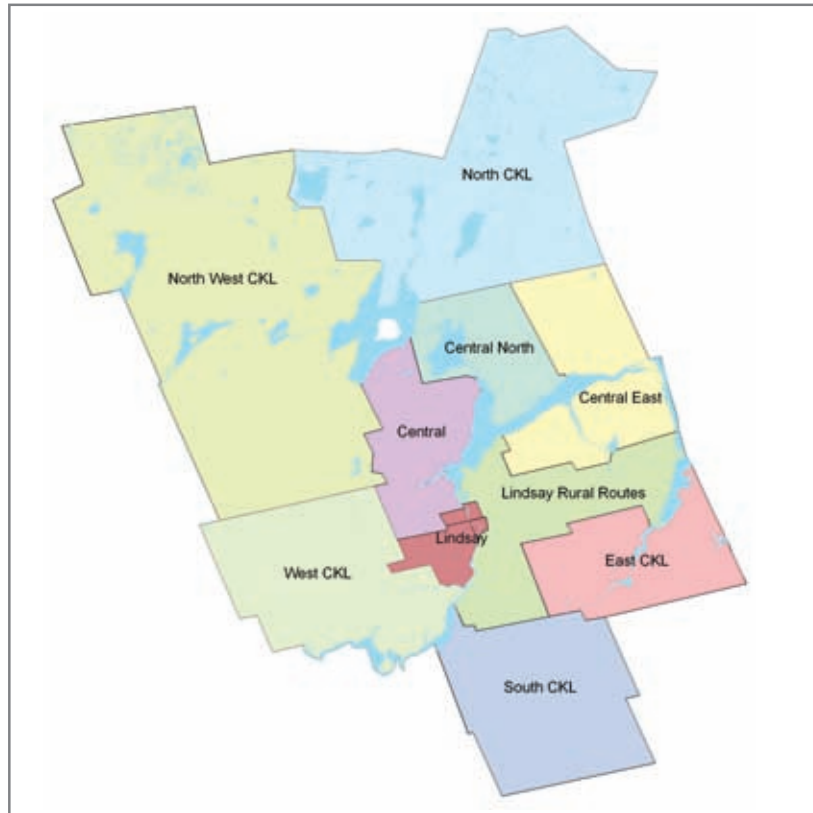 North CKL
North West CKL
Central North
Central East
Central
Lindsay Rural Routes
Lindsay
East CKL
West CKL
South CKL